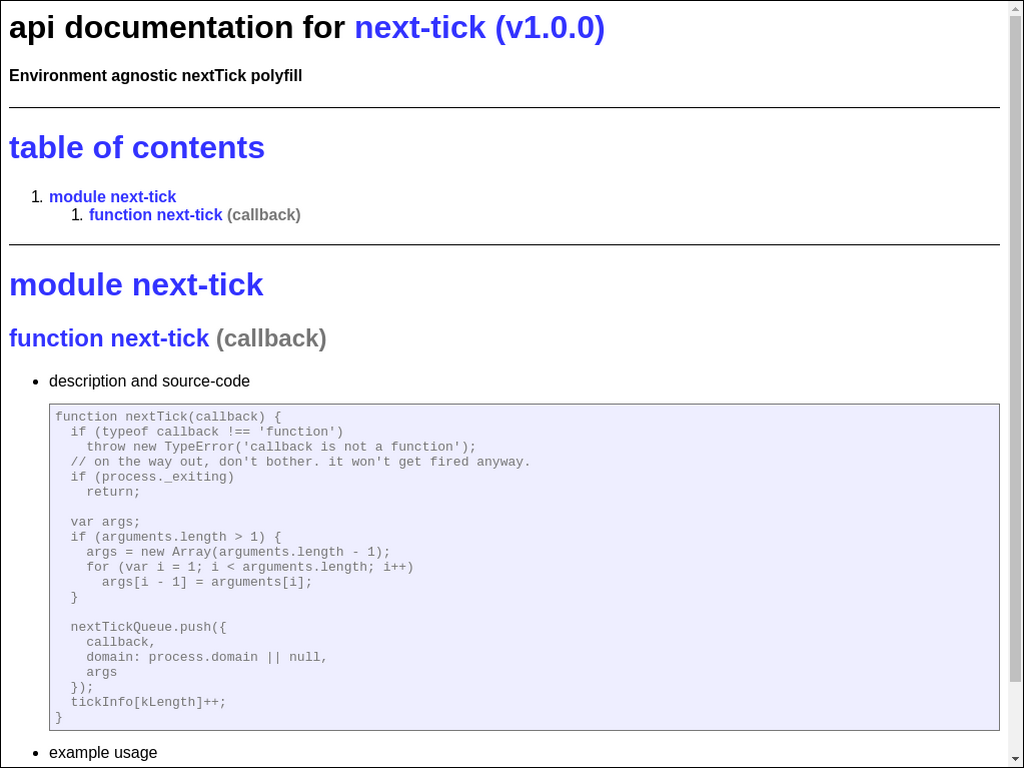 api documentation for next-tick (v1.0.0)
Environment agnostic nextTick polyfill
table of contents
1. module next-tick
1. function next-tick (callback)
module next-tick
function next-tick (callback)
• description and source-code
function nextTick(callback) {
  if (typeof callback !== 'function')
    throw new TypeError('callback is not a function');
  // on the way out, don't bother. it won't get fired anyway.
  if (process._exiting)
    return;

  var args;
  if (arguments.length > 1) {
    args = new Array(arguments.length - 1);
    for (var i = 1; i < arguments.length; i++)
      args[i - 1] = arguments[i];
  }

  nextTickQueue.push({
    callback,
    domain: process.domain || null,
    args
  });
  tickInfo[kLength]++;
}
• example usage